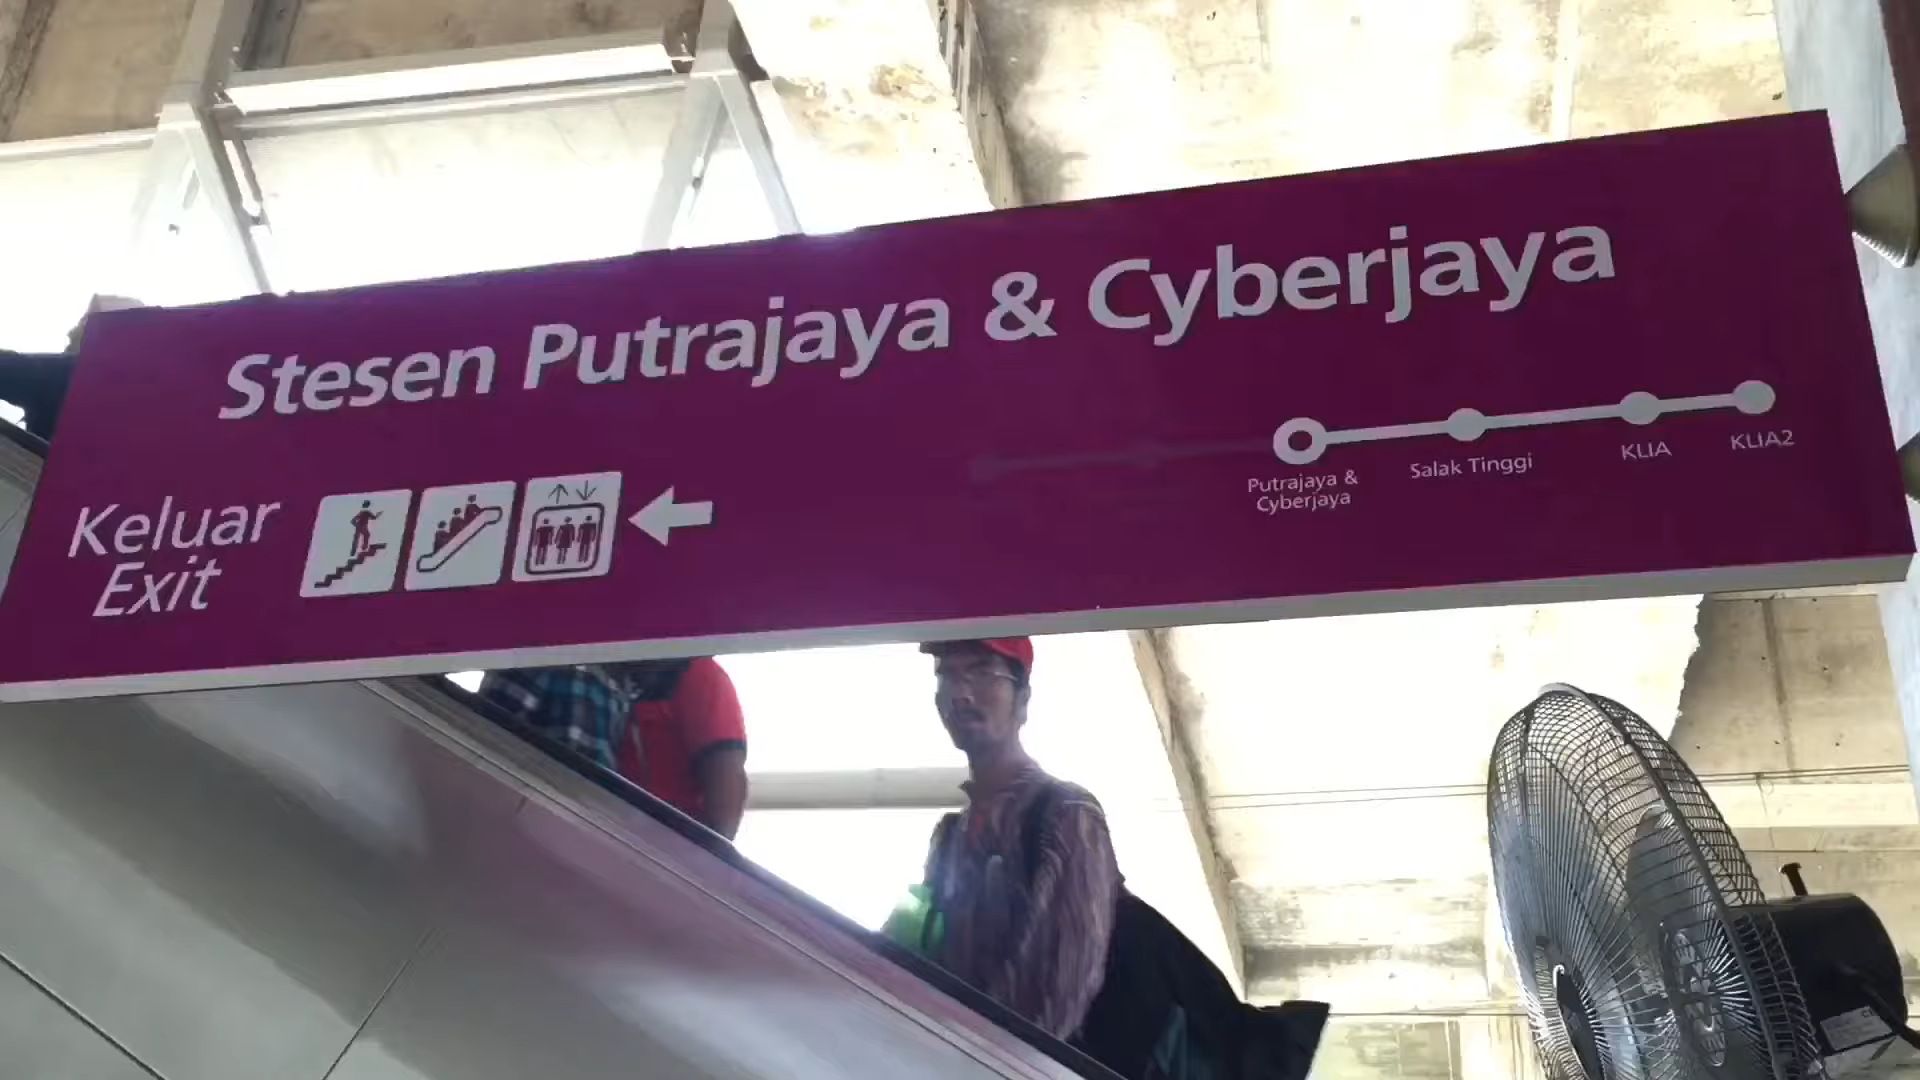 Stesen Putrajaya & Cyberjaya
Keluar
Exit
Putrajaya &
Cyberjaya
Salak Tinggi
KLIA
KLIA2